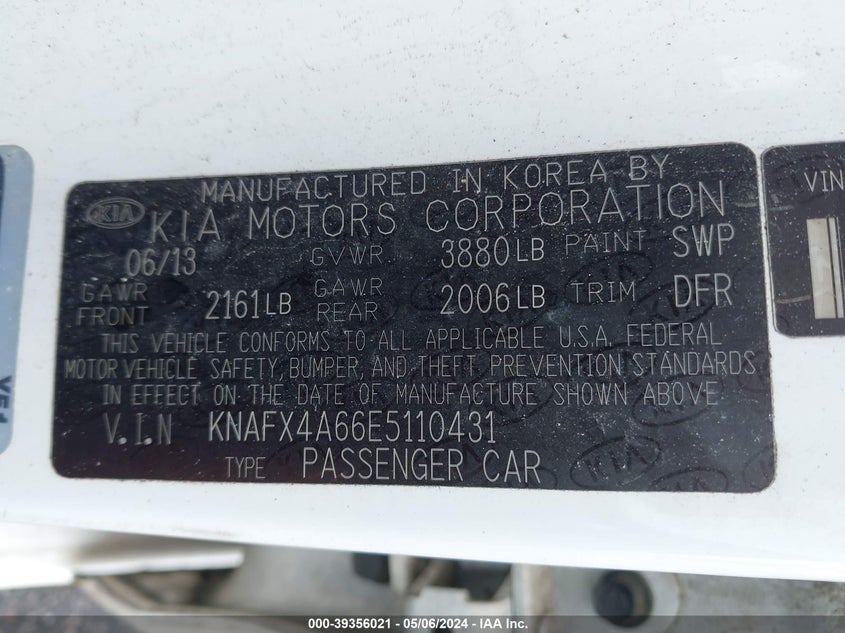 MANUFACTURED IN KOREA BY
KIA KIA MOTORS CORPORATION
06/13 GVWR 3880LB PAINT SWP
GAWR FRONT 2161LB GAWR REAR 2006LB TRIM DFR
THIS VEHICLE CONFORMS TO ALL APPLICABLE U.S.A. FEDERAL
MOTOR VEHICLE SAFETY, BUMPER, AND THEFT PREVENTION STANDARDS
IN EFFECT ON THE DATE OF MANUFACTURE SHOWN ABOVE
V.I.N KNAFX4A66E5110431
TYPE PASSENGER CAR
VIN
000-39356021 - 05/06/2024 - © IAA Inc.